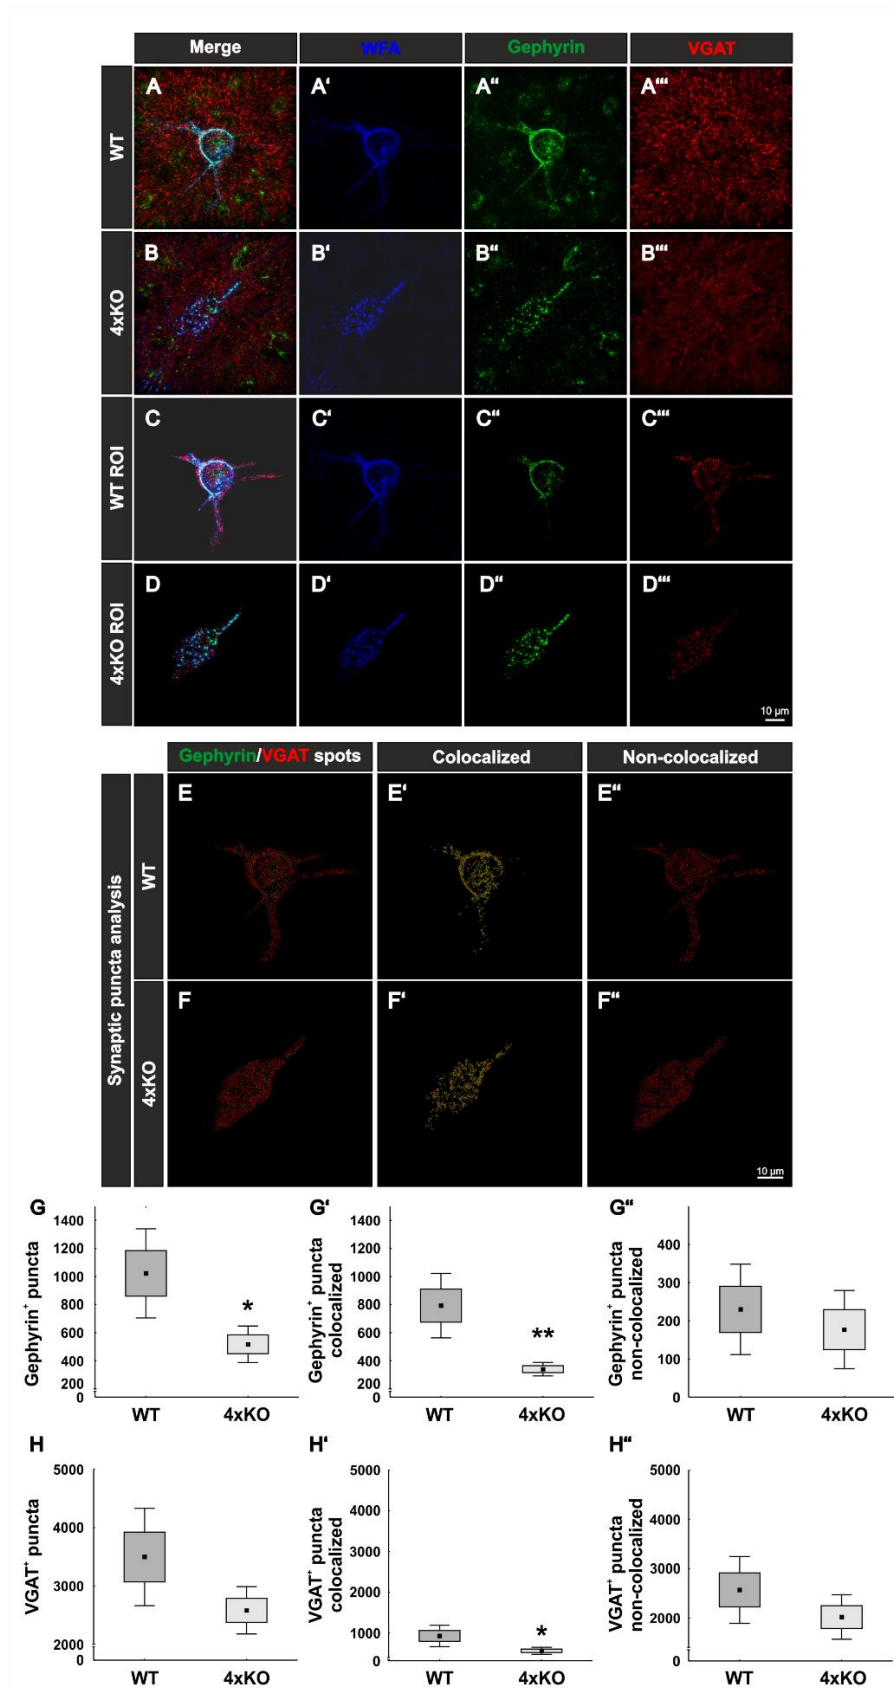 Merge WFA Gephyrin VGAT
WT
A A‘ A“ A“‘
4xKO
B B‘ B“ B“‘
WT ROI
C C‘ C“ C“‘
4xKO ROI
D D‘ D“ D“‘
10 µm
Gephyrin/VGAT spots Colocalized Non-colocalized
Synaptic puncta analysis
WT
E E‘ E“
4xKO
F F‘ F“
10 µm
G
Gephyrin⁺ puncta
1400
1200
1000
800
600
400
200
0
*
WT 4xKO
G‘
Gephyrin⁺ puncta
colocalized
1400
1200
1000
800
600
400
200
0
**
WT 4xKO
G“
Gephyrin⁺ puncta
non-colocalized
400
300
200
100
0
WT 4xKO
H
VGAT⁺ puncta
5000
4000
3000
2000
0
WT 4xKO
H‘
VGAT⁺ puncta
colocalized
5000
4000
3000
2000
1000
0
*
WT 4xKO
H“
VGAT⁺ puncta
non-colocalized
5000
4000
3000
2000
0
WT 4xKO